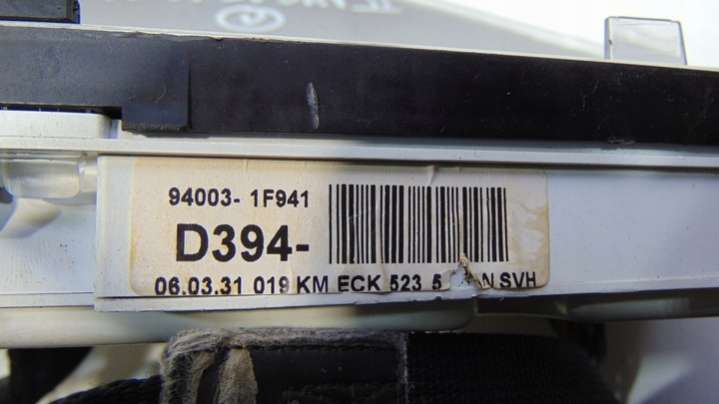 94003- 1F941
D394-
06.03.31 019 KM ECK 523 5 SVH